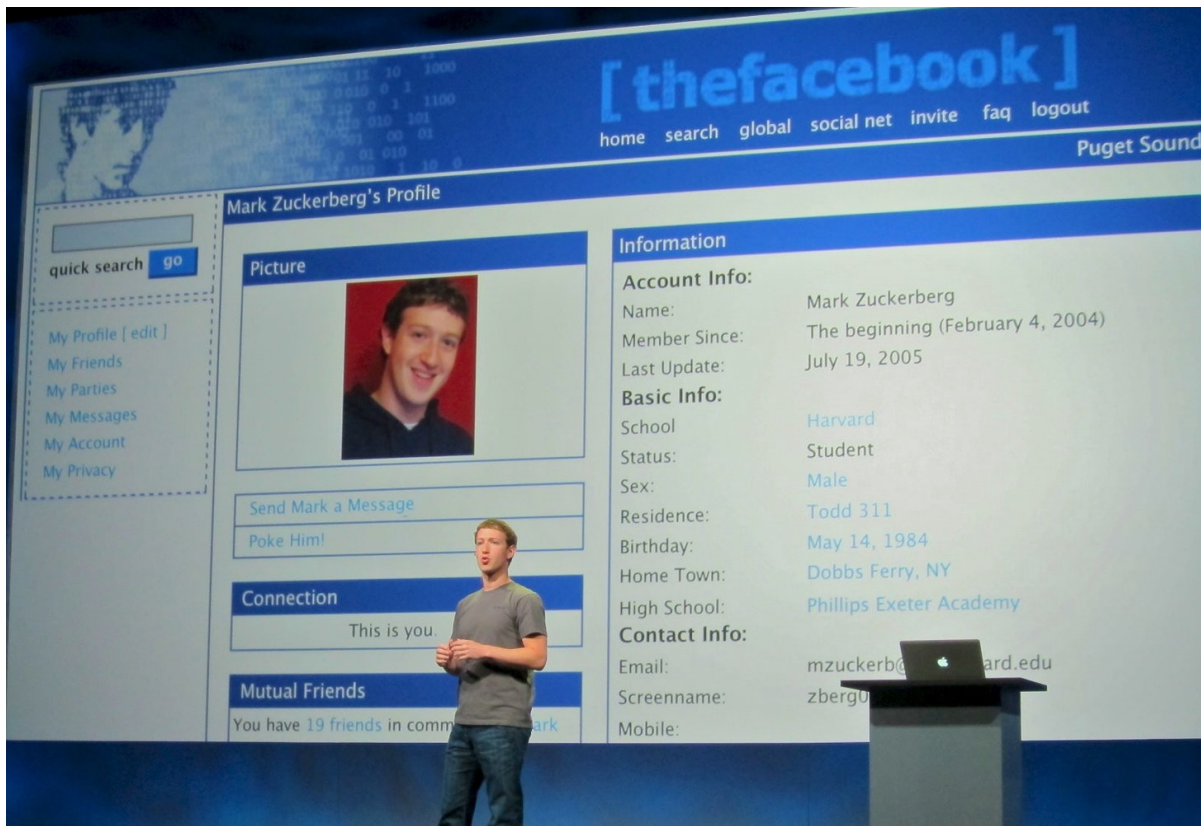 [ thefacebook ]
home search global social net invite faq logout
Puget Sound
Mark Zuckerberg's Profile
quick search go
My Profile [ edit ]
My Friends
My Parties
My Messages
My Account
My Privacy
Picture
Send Mark a Message
Poke Him!
Connection
This is you.
Mutual Friends
You have 19 friends in comm ark
Information
Account Info:
Name: Mark Zuckerberg
Member Since: The beginning (February 4, 2004)
Last Update: July 19, 2005
Basic Info:
School Harvard
Status: Student
Sex: Male
Residence: Todd 311
Birthday: May 14, 1984
Home Town: Dobbs Ferry, NY
High School: Phillips Exeter Academy
Contact Info:
Email: mzuckerb@ ard.edu
Screenname: zberg0
Mobile: